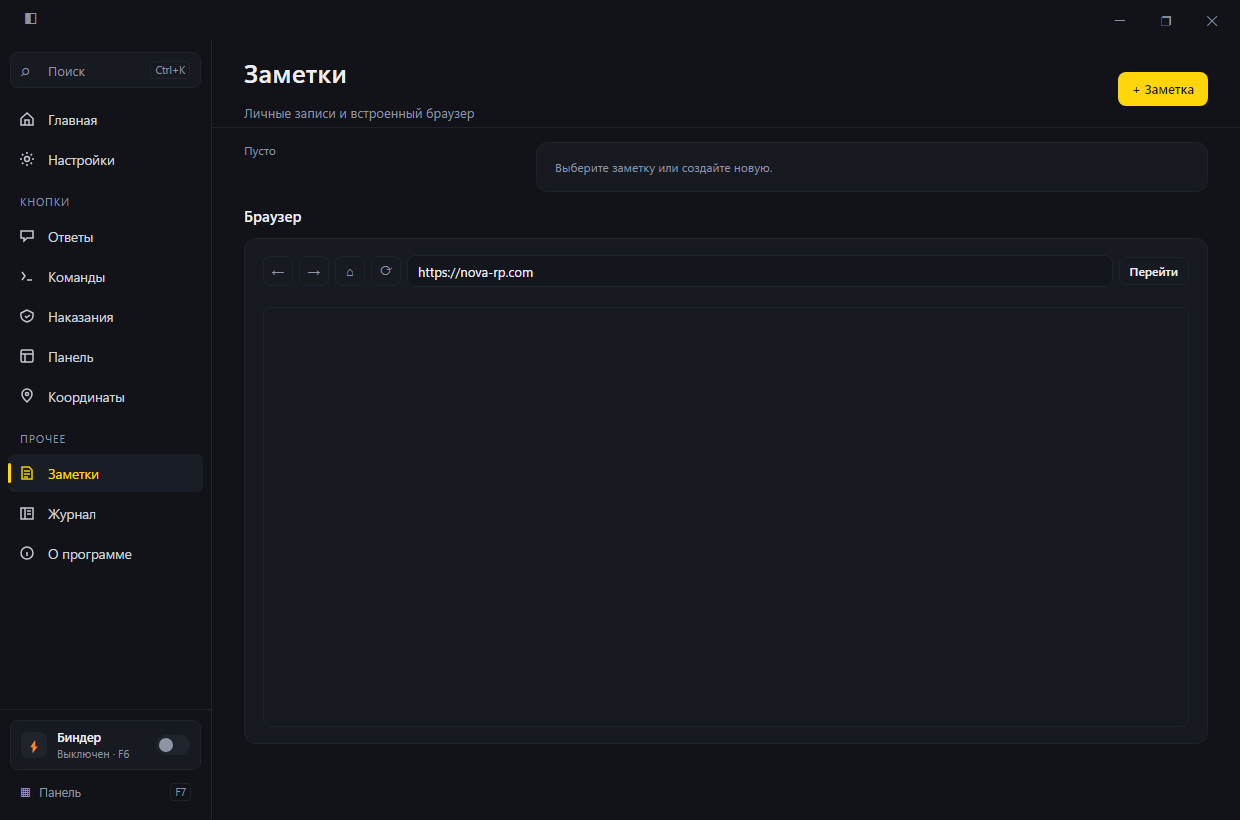 Поиск
Ctrl+K
Главная
Настройки
КНОПКИ
Ответы
Команды
Наказания
Панель
Координаты
ПРОЧЕЕ
Заметки
Журнал
О программе
Биндер
Выключен · F6
Панель
F7
Заметки
Личные записи и встроенный браузер
+ Заметка
Пусто
Выберите заметку или создайте новую.
Браузер
https://nova-rp.com
Перейти